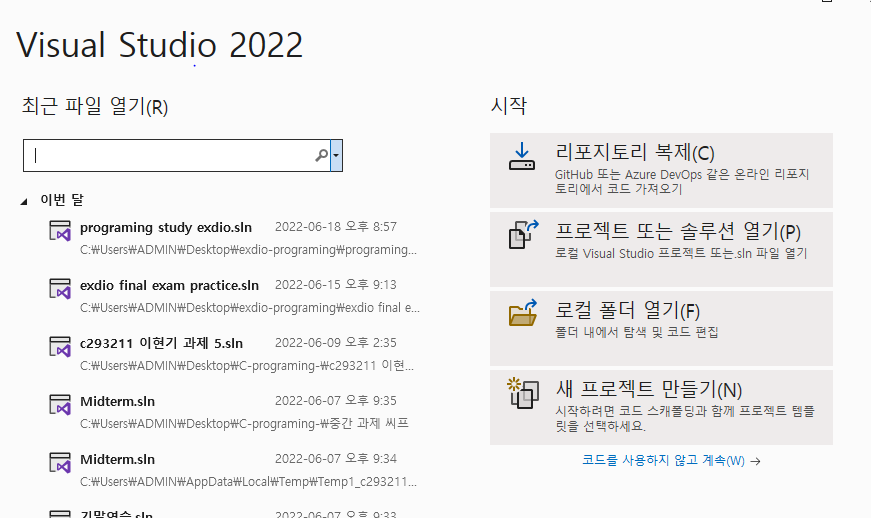 Visual Studio 2022
최근 파일 열기(R)
이번 달
programing study exdio.sln 2022-06-18 오후 8:57
C:₩Users₩ADMIN₩Desktop₩exdio-programing₩programing...
exdio final exam practice.sln 2022-06-15 오후 9:13
C:₩Users₩ADMIN₩Desktop₩exdio-programing₩exdio final e...
c293211 이현기 과제 5.sln 2022-06-09 오후 2:35
C:₩Users₩ADMIN₩Desktop₩C-programing-₩c293211 이현...
Midterm.sln 2022-06-07 오후 9:35
C:₩Users₩ADMIN₩Desktop₩C-programing-₩중간 과제 씨프
Midterm.sln 2022-06-07 오후 9:34
C:₩Users₩ADMIN₩AppData₩Local₩Temp₩Temp1_c293211...
기말연습.sln 2022-06-07 오후 9:33
시작
리포지토리 복제(C)
GitHub 또는 Azure DevOps 같은 온라인 리포지
토리에서 코드 가져오기
프로젝트 또는 솔루션 열기(P)
로컬 Visual Studio 프로젝트 또는.sln 파일 열기
로컬 폴더 열기(F)
폴더 내에서 탐색 및 코드 편집
새 프로젝트 만들기(N)
시작하려면 코드 스캐폴딩과 함께 프로젝트 템플
릿을 선택하세요.
코드를 사용하지 않고 계속(W) →